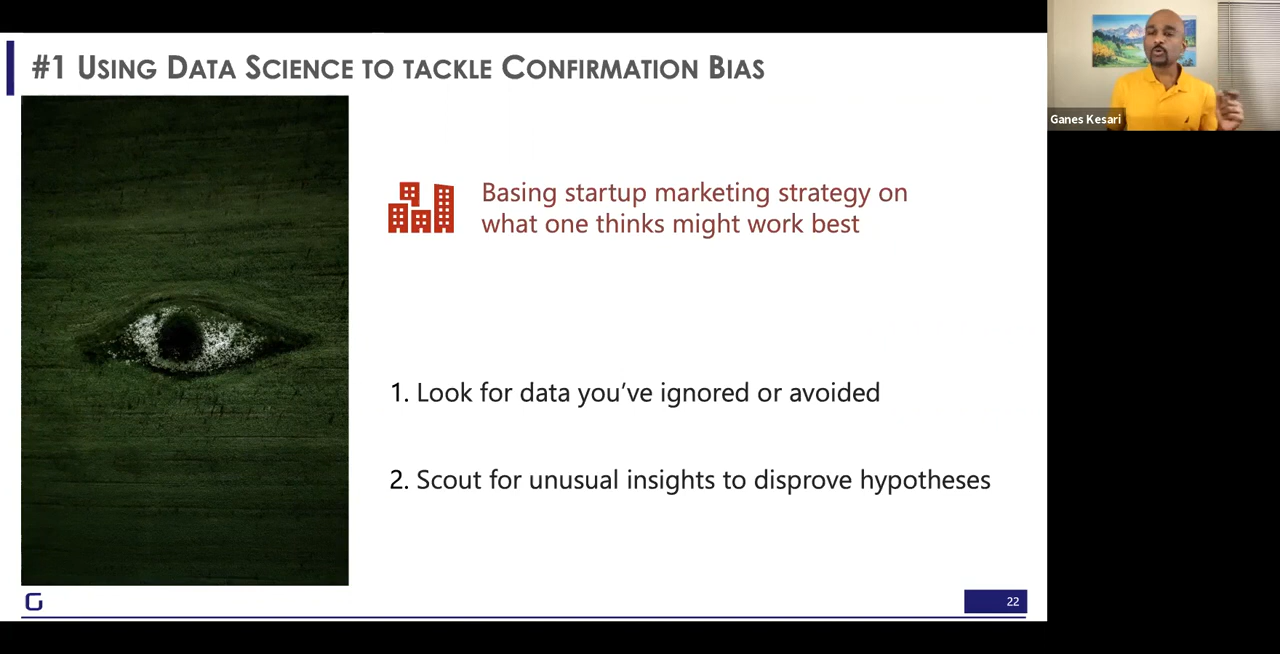 #1 Using Data Science to tackle Confirmation Bias
Ganes Kesari
Basing startup marketing strategy on
what one thinks might work best
1. Look for data you’ve ignored or avoided
2. Scout for unusual insights to disprove hypotheses
G
22